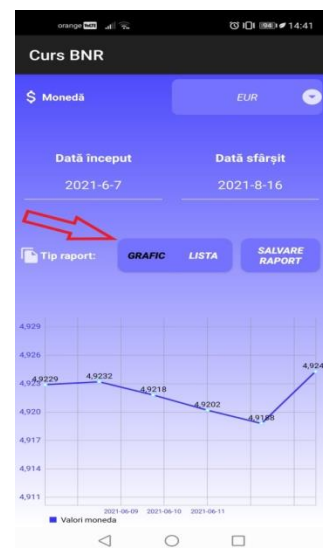 orange 94 14:41
Curs BNR
$ Monedă EUR
Dată început Dată sfârșit
2021-6-7 2021-8-16
Tip raport: GRAFIC LISTA SALVARE
RAPORT
4,929
4,926
4,924
4,923 4,9229 4,9232
4,9218
4,920 4,9202
4,9188
4,917
4,914
4,911
2021-06-09 2021-06-10 2021-06-11
Valori moneda